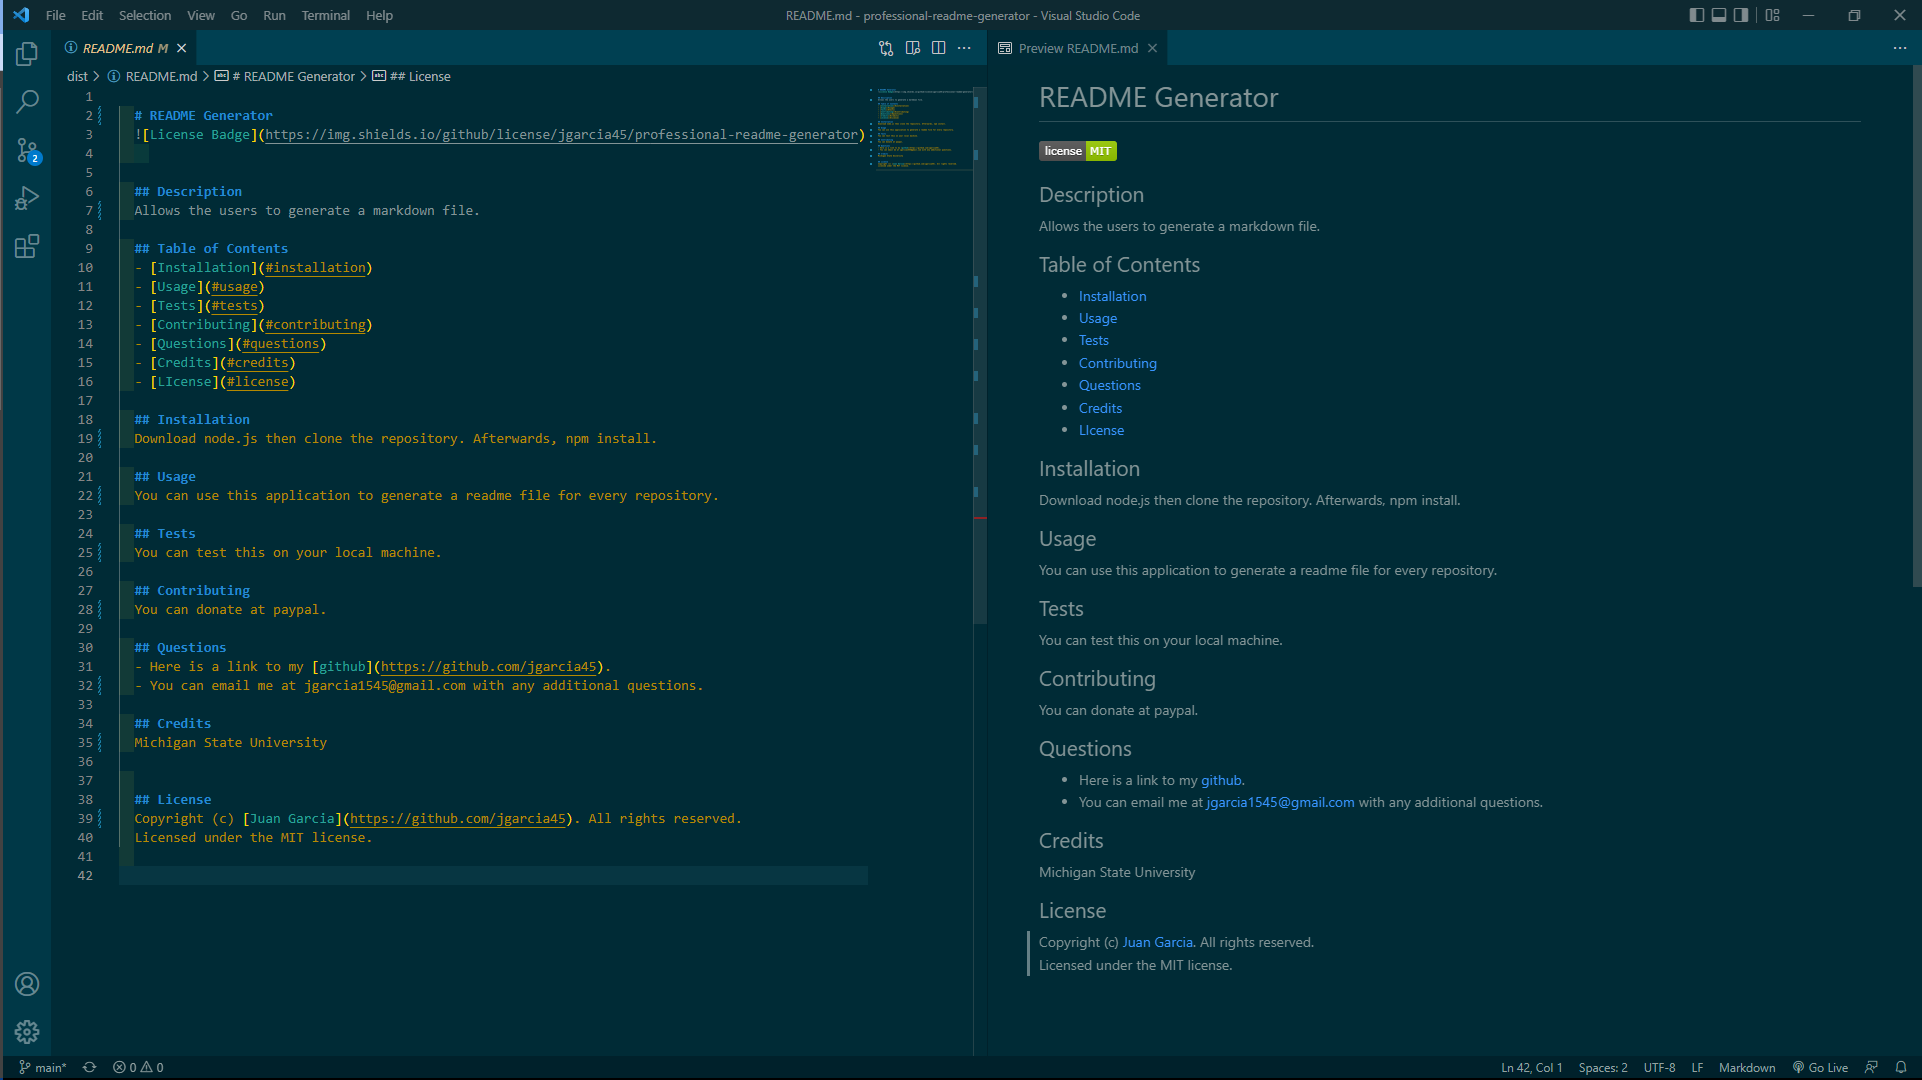 File Edit Selection View Go Run Terminal Help
README.md - professional-readme-generator - Visual Studio Code
README.md M
Preview README.md
dist > README.md > # README Generator > ## License
1
2 # README Generator
3 ![License Badge](https://img.shields.io/github/license/jgarcia45/professional-readme-generator)
4
5
6 ## Description
7 Allows the users to generate a markdown file.
8
9 ## Table of Contents
10 - [Installation](#installation)
11 - [Usage](#usage)
12 - [Tests](#tests)
13 - [Contributing](#contributing)
14 - [Questions](#questions)
15 - [Credits](#credits)
16 - [LIcense](#license)
17
18 ## Installation
19 Download node.js then clone the repository. Afterwards, npm install.
20
21 ## Usage
22 You can use this application to generate a readme file for every repository.
23
24 ## Tests
25 You can test this on your local machine.
26
27 ## Contributing
28 You can donate at paypal.
29
30 ## Questions
31 - Here is a link to my [github](https://github.com/jgarcia45).
32 - You can email me at jgarcia1545@gmail.com with any additional questions.
33
34 ## Credits
35 Michigan State University
36
37
38 ## License
39 Copyright (c) [Juan Garcia](https://github.com/jgarcia45). All rights reserved.
40 Licensed under the MIT license.
41
42
README Generator
license MIT
Description
Allows the users to generate a markdown file.
Table of Contents
• Installation
• Usage
• Tests
• Contributing
• Questions
• Credits
• LIcense
Installation
Download node.js then clone the repository. Afterwards, npm install.
Usage
You can use this application to generate a readme file for every repository.
Tests
You can test this on your local machine.
Contributing
You can donate at paypal.
Questions
• Here is a link to my github.
• You can email me at jgarcia1545@gmail.com with any additional questions.
Credits
Michigan State University
License
Copyright (c) Juan Garcia. All rights reserved.
Licensed under the MIT license.
2
main* 0 0
Ln 42, Col 1 Spaces: 2 UTF-8 LF Markdown Go Live